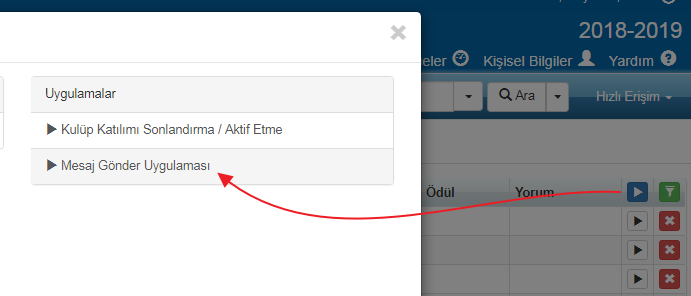 2018-2019
eler Kişisel Bilgiler Yardım
Ara Hızlı Erişim
Uygulamalar
Kulüp Katılımı Sonlandırma / Aktif Etme
Mesaj Gönder Uygulaması
Ödül Yorum